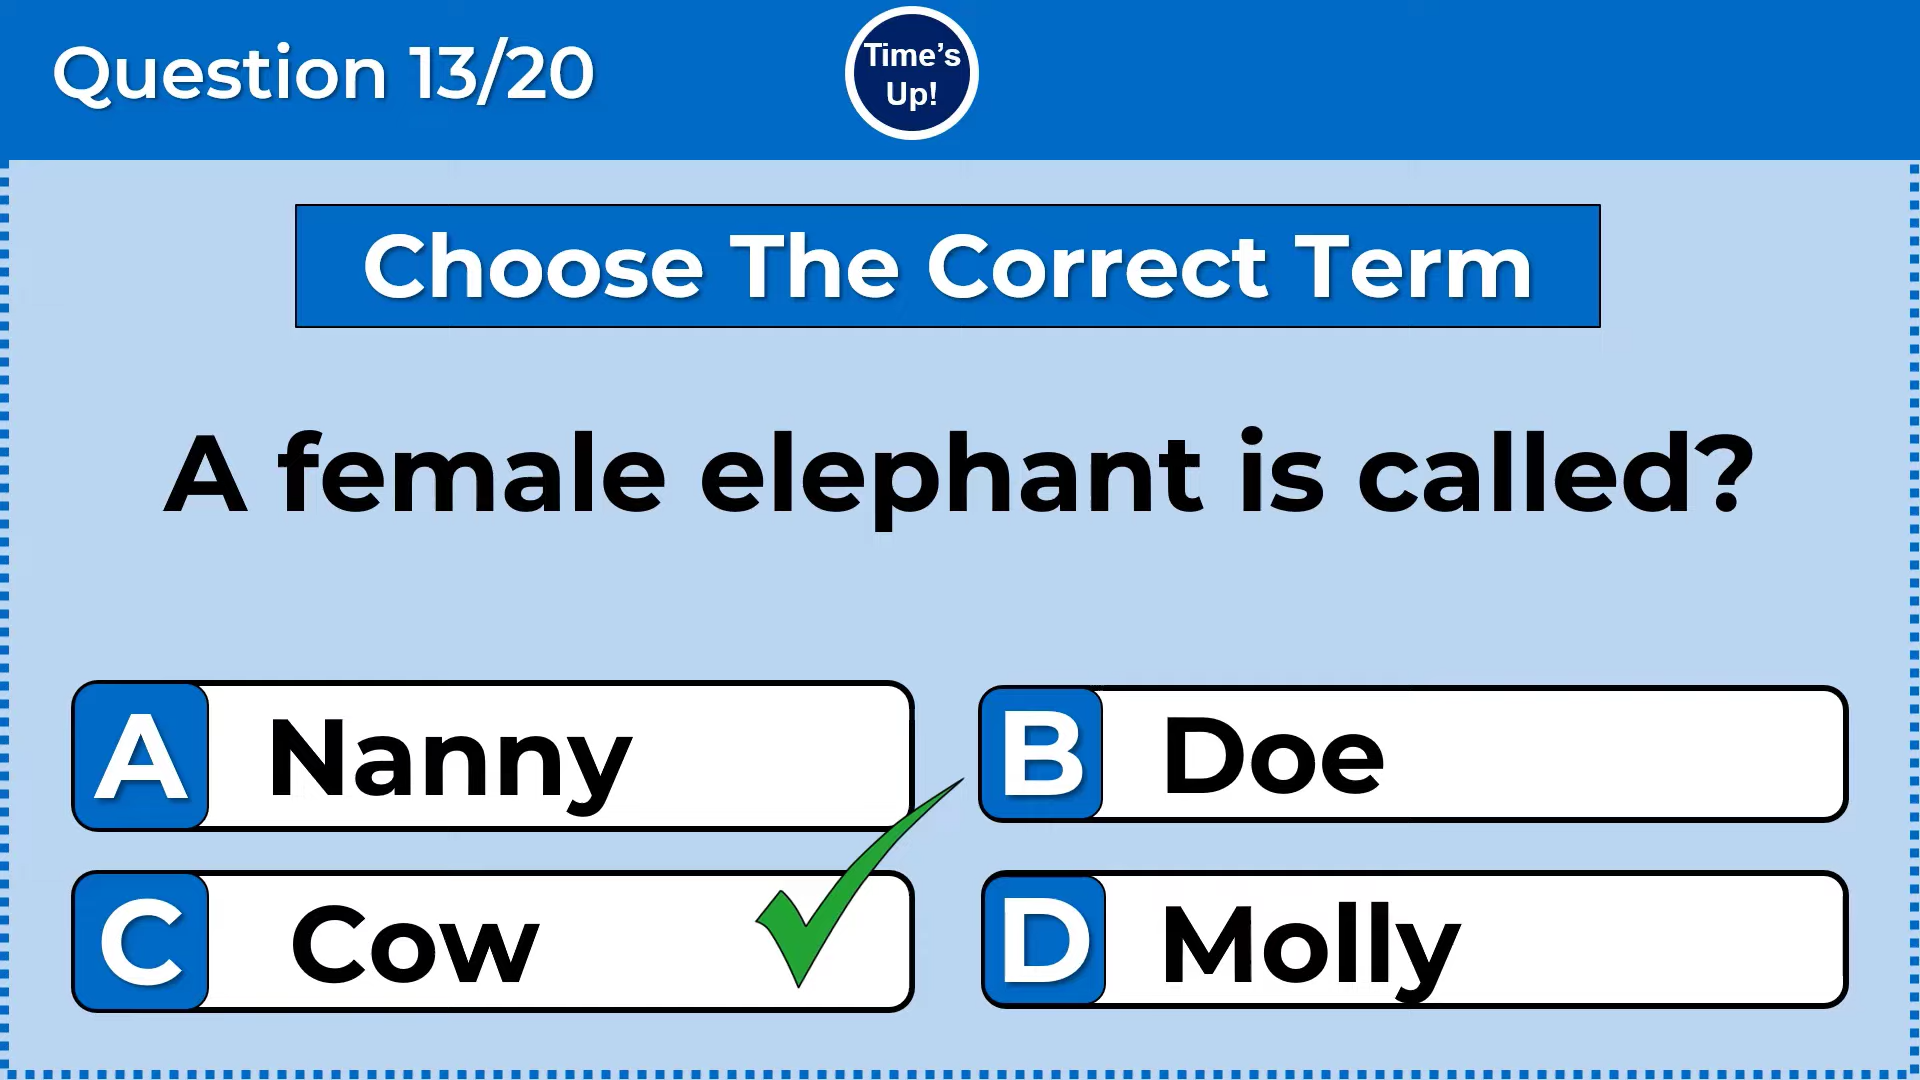 Question 13/20
Time's
Up!
Choose The Correct Term
A female elephant is called?
A Nanny
B Doe
C Cow
D Molly